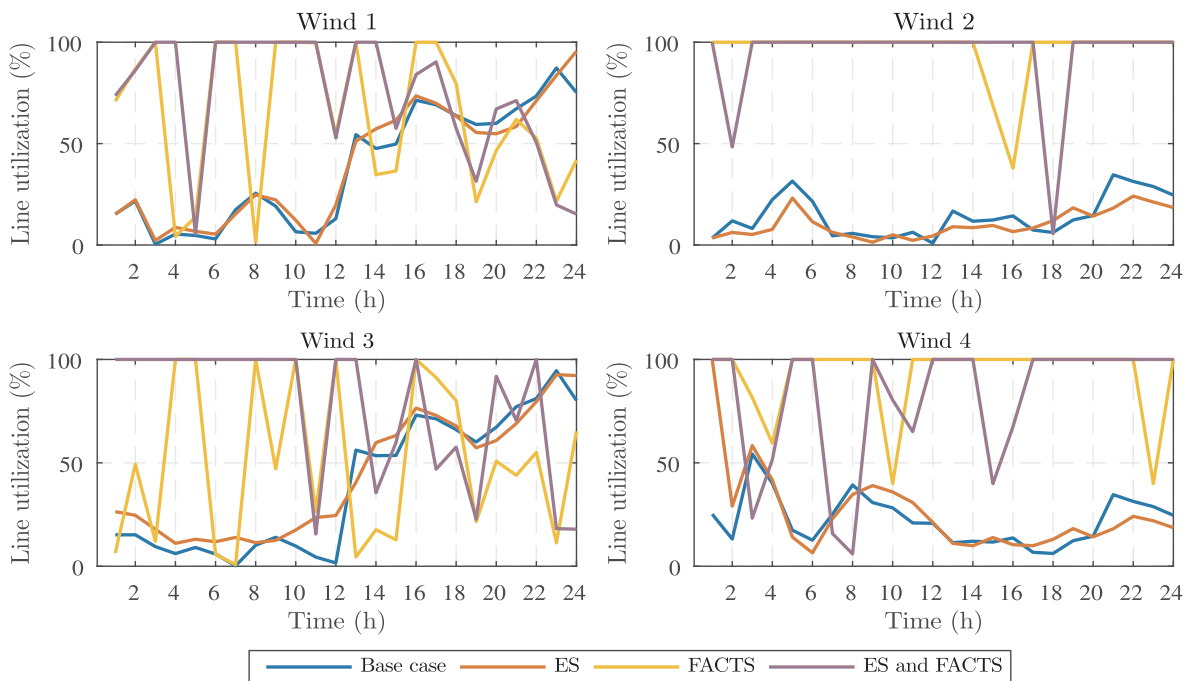 Wind 1
Line utilization (%)
100
50
0
2 4 6 8 10 12 14 16 18 20 22 24
Time (h)
Wind 2
Line utilization (%)
100
50
0
2 4 6 8 10 12 14 16 18 20 22 24
Time (h)
Wind 3
Line utilization (%)
100
50
0
2 4 6 8 10 12 14 16 18 20 22 24
Time (h)
Wind 4
Line utilization (%)
100
50
0
2 4 6 8 10 12 14 16 18 20 22 24
Time (h)
Base case ES FACTS ES and FACTS